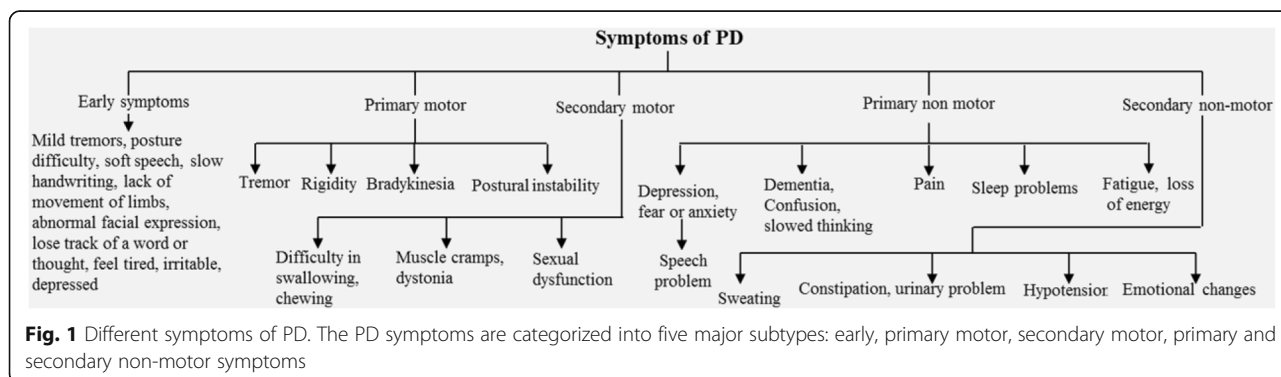 Symptoms of PD
Early symptoms
Primary motor
Secondary motor
Primary non motor
Secondary non-motor
Mild tremors, posture
difficulty, soft speech, slow
handwriting, lack of
movement of limbs,
abnormal facial expression,
lose track of a word or
thought, feel tired, irritable,
depressed
Tremor
Rigidity
Bradykinesia
Postural instability
Difficulty in
swallowing,
chewing
Muscle cramps,
dystonia
Sexual
dysfunction
Depression,
fear or anxiety
Speech
problem
Dementia,
Confusion,
slowed thinking
Pain
Sleep problems
Fatigue, loss
of energy
Sweating
Constipation, urinary problem
Hypotension
Emotional changes
Fig. 1 Different symptoms of PD. The PD symptoms are categorized into five major subtypes: early, primary motor, secondary motor, primary and
secondary non-motor symptoms